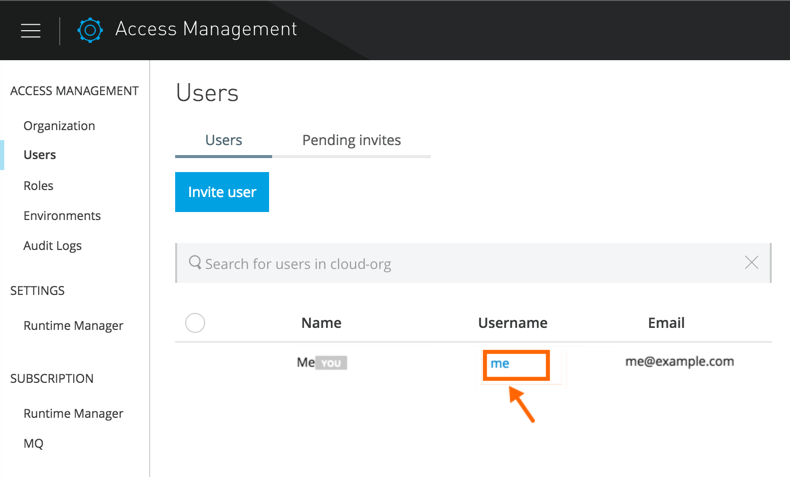 Access Management
ACCESS MANAGEMENT
Organization
Users
Roles
Environments
Audit Logs
SETTINGS
Runtime Manager
SUBSCRIPTION
Runtime Manager
MQ
Users
Users Pending invites
Invite user
Search for users in cloud-org
Name Username Email
Me YOU me me@example.com